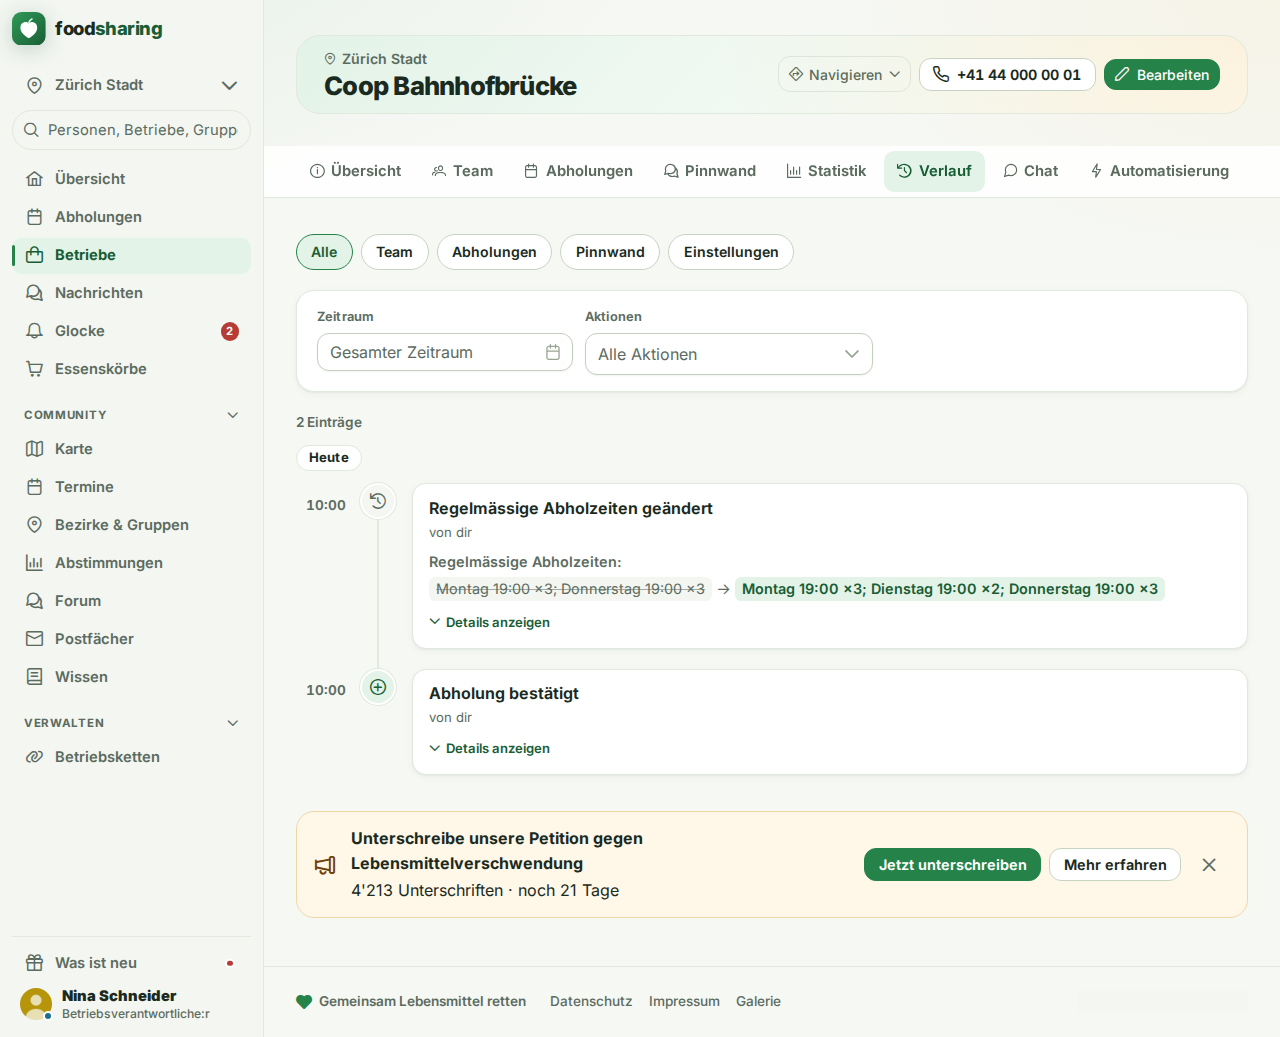 foodsharing
Zürich Stadt
Personen, Betriebe, Grupp
Übersicht
Abholungen
Betriebe
Nachrichten
Glocke
2
Essenskörbe
COMMUNITY
Karte
Termine
Bezirke & Gruppen
Abstimmungen
Forum
Postfächer
Wissen
VERWALTEN
Betriebsketten
Was ist neu
Nina Schneider
Betriebsverantwortliche:r
Zürich Stadt
Coop Bahnhofbrücke
Navigieren
+41 44 000 00 01
Bearbeiten
Übersicht
Team
Abholungen
Pinnwand
Statistik
Verlauf
Chat
Automatisierung
Alle
Team
Abholungen
Pinnwand
Einstellungen
Zeitraum
Aktionen
Gesamter Zeitraum
Alle Aktionen
2 Einträge
Heute
10:00
Regelmässige Abholzeiten geändert
von dir
Regelmässige Abholzeiten:
Montag 19:00 ×3; Donnerstag 19:00 ×3 → Montag 19:00 ×3; Dienstag 19:00 ×2; Donnerstag 19:00 ×3
Details anzeigen
10:00
Abholung bestätigt
von dir
Details anzeigen
Unterschreibe unsere Petition gegen
Lebensmittelverschwendung
4'213 Unterschriften · noch 21 Tage
Jetzt unterschreiben
Mehr erfahren
Gemeinsam Lebensmittel retten
Datenschutz
Impressum
Galerie